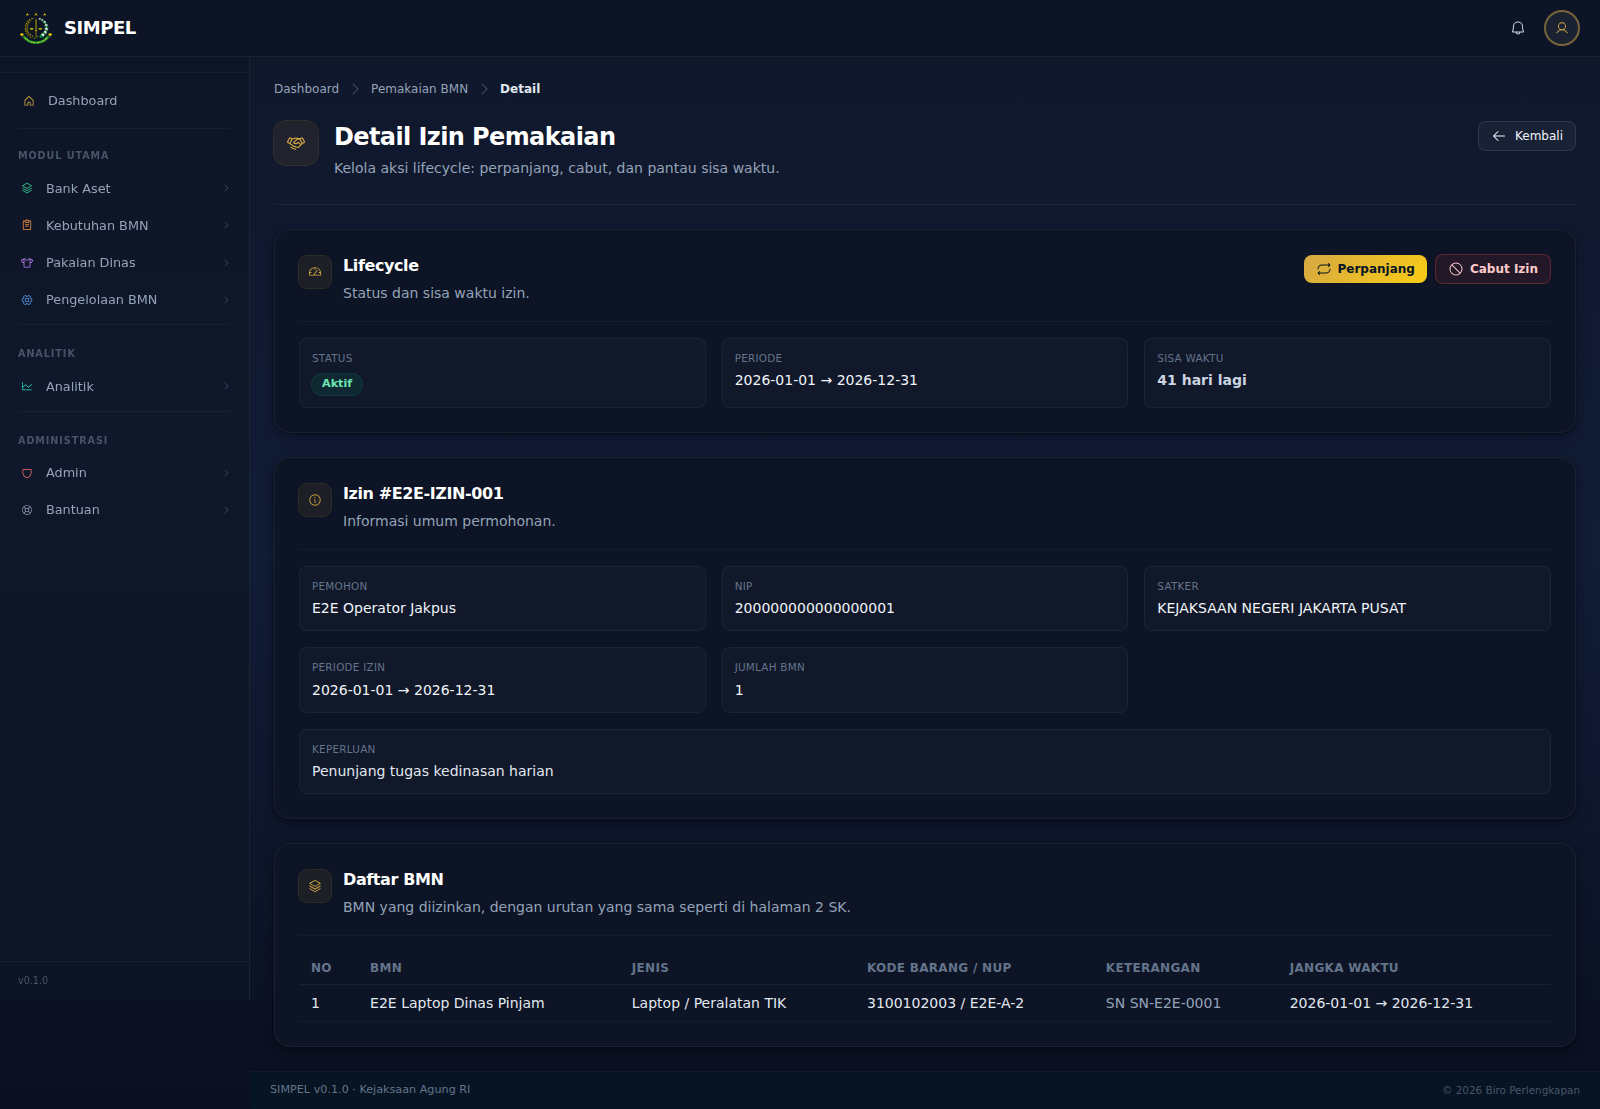 SIMPEL
Dashboard
MODUL UTAMA
Bank Aset
Kebutuhan BMN
Pakaian Dinas
Pengelolaan BMN
ANALITIK
Analitik
ADMINISTRASI
Admin
Bantuan
v0.1.0
Dashboard > Pemakaian BMN > Detail
Detail Izin Pemakaian
Kembali
Kelola aksi lifecycle: perpanjang, cabut, dan pantau sisa waktu.
Lifecycle
Perpanjang
Cabut Izin
Status dan sisa waktu izin.
STATUS
Aktif
PERIODE
2026-01-01 → 2026-12-31
SISA WAKTU
41 hari lagi
Izin #E2E-IZIN-001
Informasi umum permohonan.
PEMOHON
E2E Operator Jakpus
NIP
200000000000000001
SATKER
KEJAKSAAN NEGERI JAKARTA PUSAT
PERIODE IZIN
2026-01-01 → 2026-12-31
JUMLAH BMN
1
KEPERLUAN
Penunjang tugas kedinasan harian
Daftar BMN
BMN yang diizinkan, dengan urutan yang sama seperti di halaman 2 SK.
NO BMN JENIS KODE BARANG / NUP KETERANGAN JANGKA WAKTU
1 E2E Laptop Dinas Pinjam Laptop / Peralatan TIK 3100102003 / E2E-A-2 SN SN-E2E-0001 2026-01-01 → 2026-12-31
SIMPEL v0.1.0 · Kejaksaan Agung RI
© 2026 Biro Perlengkapan